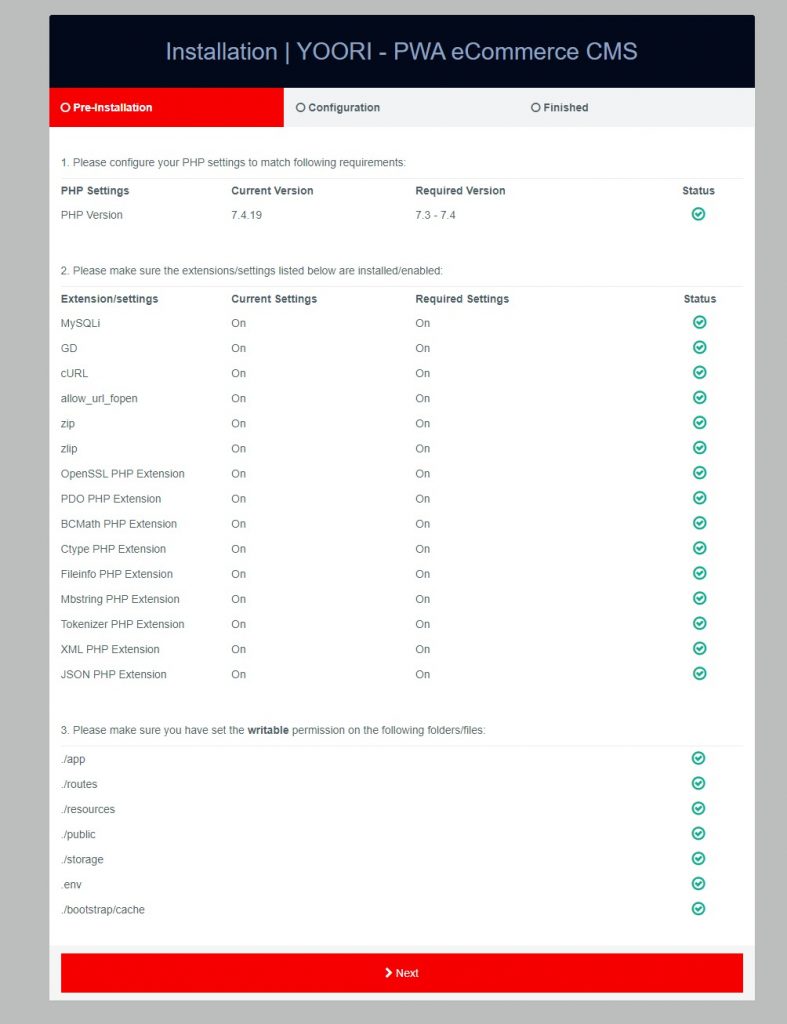 Installation | YOORI - PWA eCommerce CMS
Pre-Installation Configuration Finished
1. Please configure your PHP settings to match following requirements:
PHP Settings Current Version Required Version Status
PHP Version 7.4.19 7.3 - 7.4
2. Please make sure the extensions/settings listed below are installed/enabled:
Extension/settings Current Settings Required Settings Status
MySQLi On On
GD On On
cURL On On
allow_url_fopen On On
zip On On
zlip On On
OpenSSL PHP Extension On On
PDO PHP Extension On On
BCMath PHP Extension On On
Ctype PHP Extension On On
Fileinfo PHP Extension On On
Mbstring PHP Extension On On
Tokenizer PHP Extension On On
XML PHP Extension On On
JSON PHP Extension On On
3. Please make sure you have set the writable permission on the following folders/files:
./app
./routes
./resources
./public
./storage
.env
./bootstrap/cache
Next